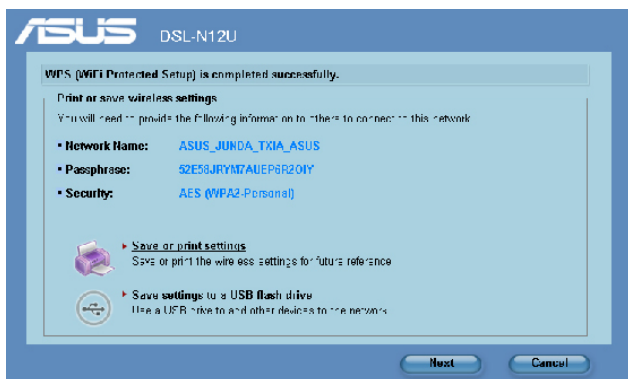 ASUS DSL-N12U
WPS (WiFi Protected Setup) is completed successfully.
Print or save wireless settings
You will need to provide the following information to others to connect to this network
• Network Name: ASUS_JUNDA_TXIA_ASUS
• Passphrase: 52E58JRYM7AUEP6R2OIY
• Security: AES (WPA2-Personal)
Save or print settings
Save or print the wireless settings for future reference
Save settings to a USB flash drive
Use a USB drive to add other devices to the network
Next Cancel